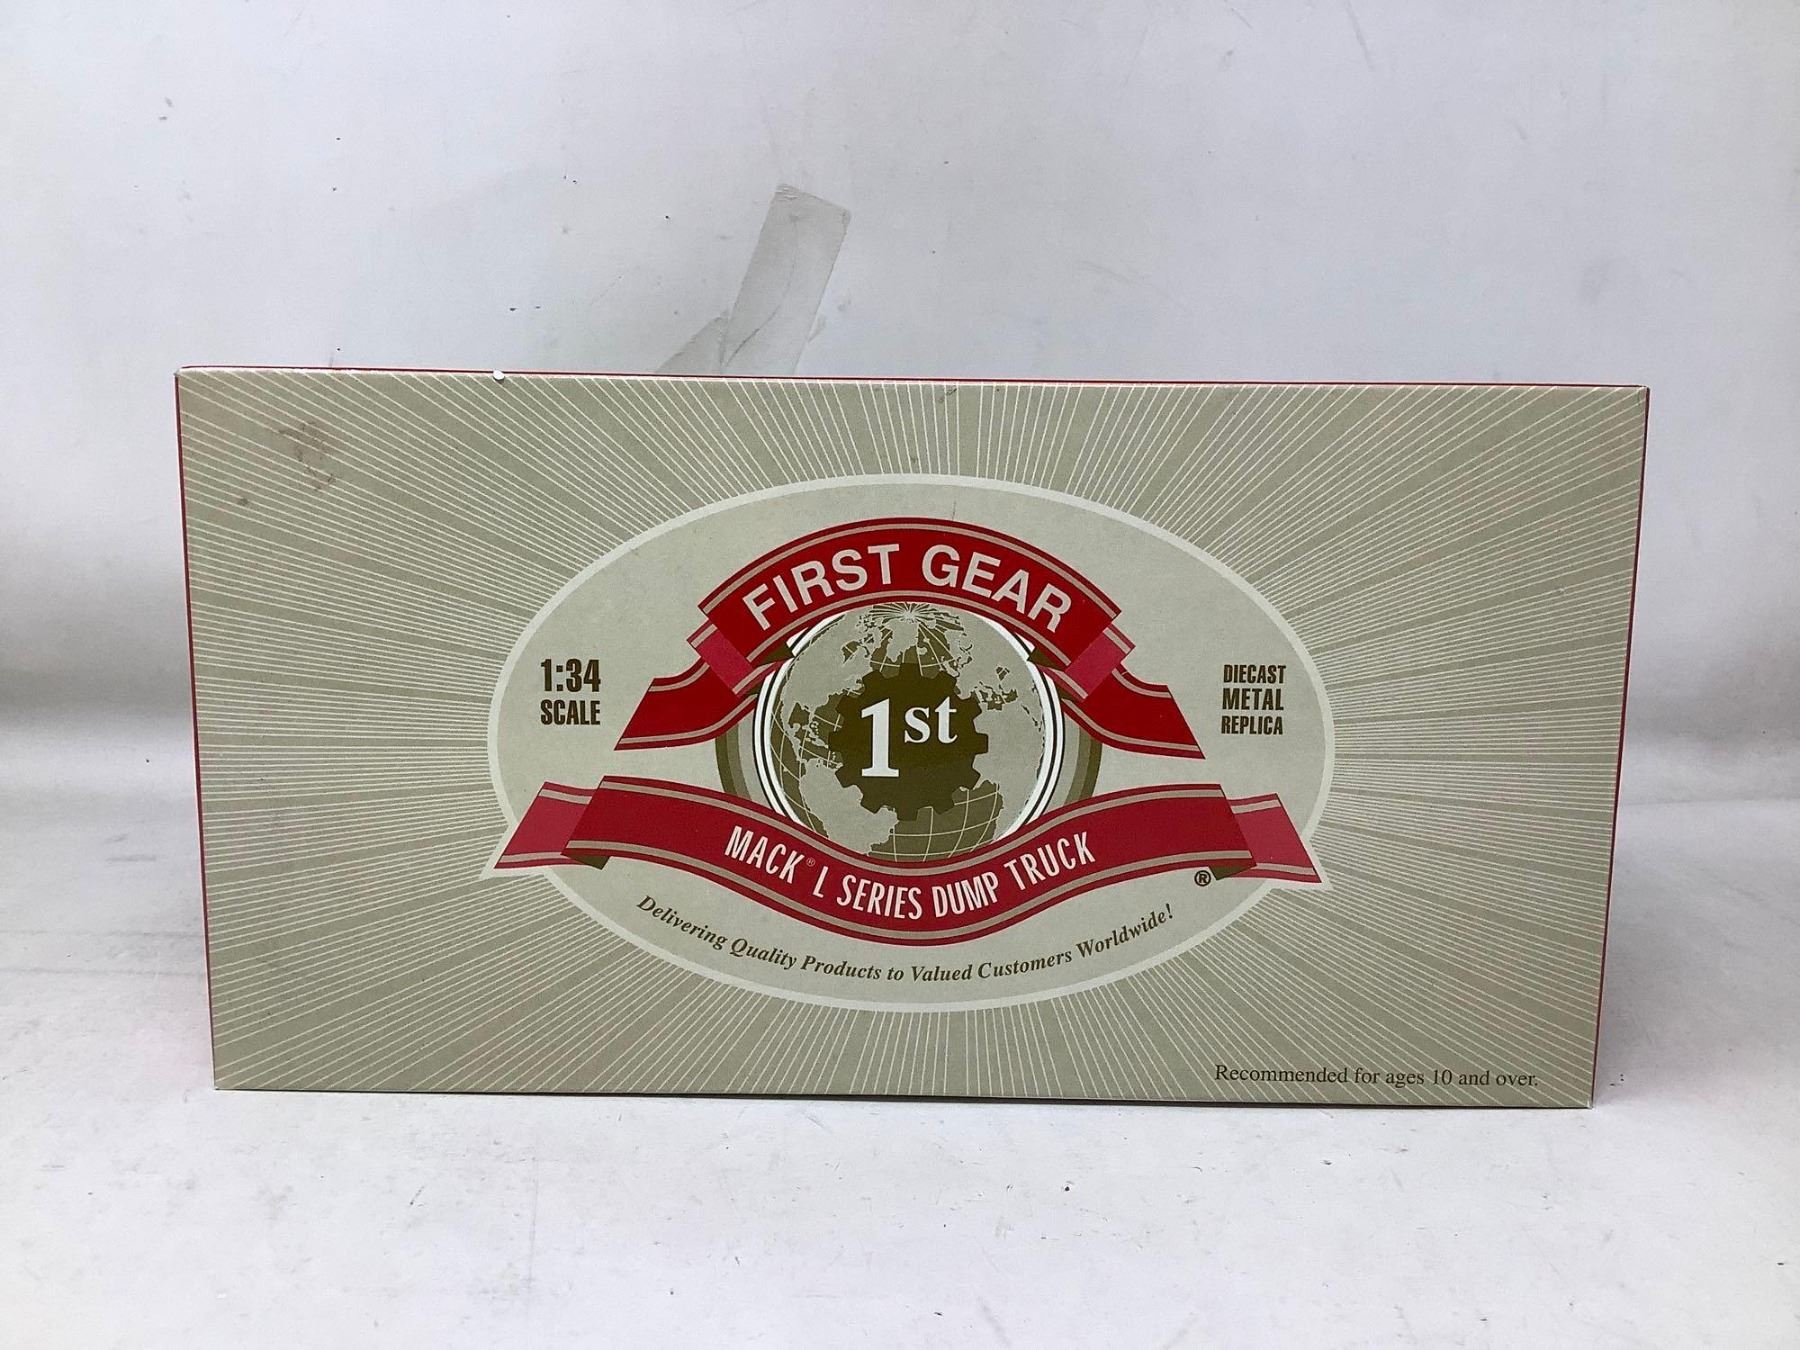 FIRST GEAR
1:34
SCALE
DIECAST
METAL
REPLICA
1st
MACK® L SERIES DUMP TRUCK
®
Delivering Quality Products to Valued Customers Worldwide!
Recommended for ages 10 and over.